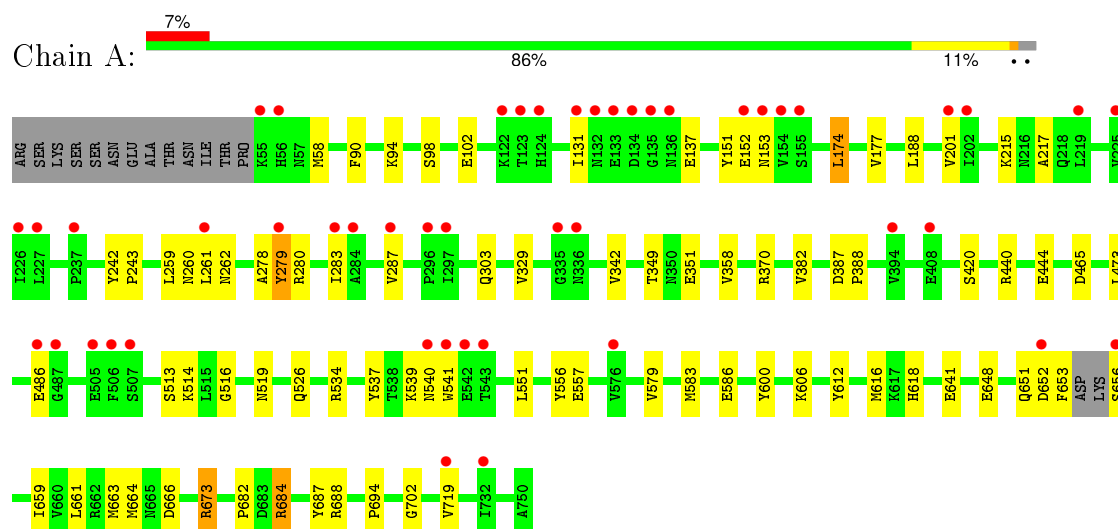 7%
Chain A:
86% 11% ••
ARG SER LYS SER SER ASN GLU ALA THR ASN ILE THR PRO K55 H56 N57 M58 F90 K94 S98 E102 K122 T123 H124 I131 N132 E133 D134 G135 N136 E137 Y151 E152 N153 V154 S155 L174 V177 L188 V201 I202 K215 N216 A217 Q218 L219 V225
I226 L227 P237 Y242 P243 L259 N260 L261 N262 A278 Y279 R280 I283 A284 V287 P296 I297 Q303 V329 G335 N336 V342 T349 N350 E351 V358 R370 V382 D387 P388 V394 E408 S420 R440 E444 D465 L473
E486 G487 E505 F506 S507 S513 K514 L515 G516 N519 Q526 R534 Y537 T538 K539 N540 W541 E542 T543 L551 Y556 E557 V576 V579 M583 E586 Y600 K606 Y612 M616 K617 H618 E641 E648 Q651 D652 F653 ASP LYS S656
I659 V660 L661 R662 M663 M664 N665 D666 R673 P682 D683 R684 Y687 R688 P694 G702 V719 I732 A750